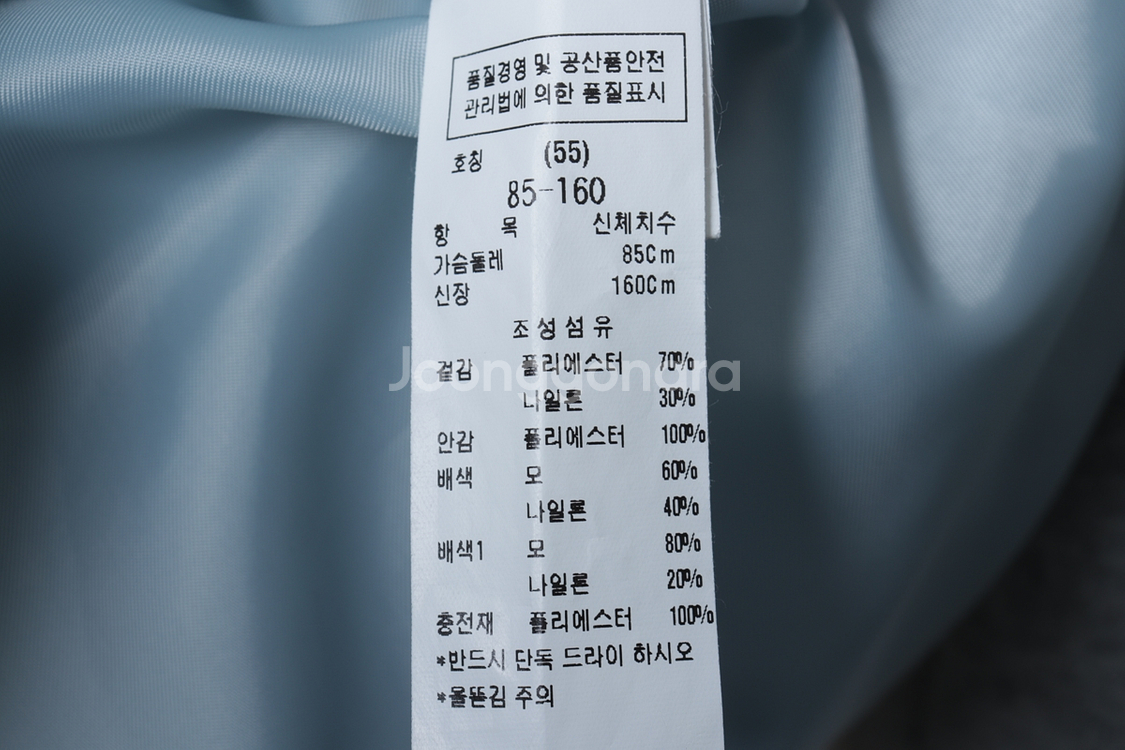 품질경영 및 공산품안전
관리법에 의한 품질표시
호칭 (55)
85-160
항 목 신체치수
가슴둘레 85Cm
신장 160Cm
조성섬유
겉감 폴리에스터 70%
나일론 30%
안감 폴리에스터 100%
배색 모 60%
나일론 40%
배색1 모 80%
나일론 20%
충전재 폴리에스터 100%
*반드시 단독 드라이 하시오
*올뜯김 주의
Joonggonara